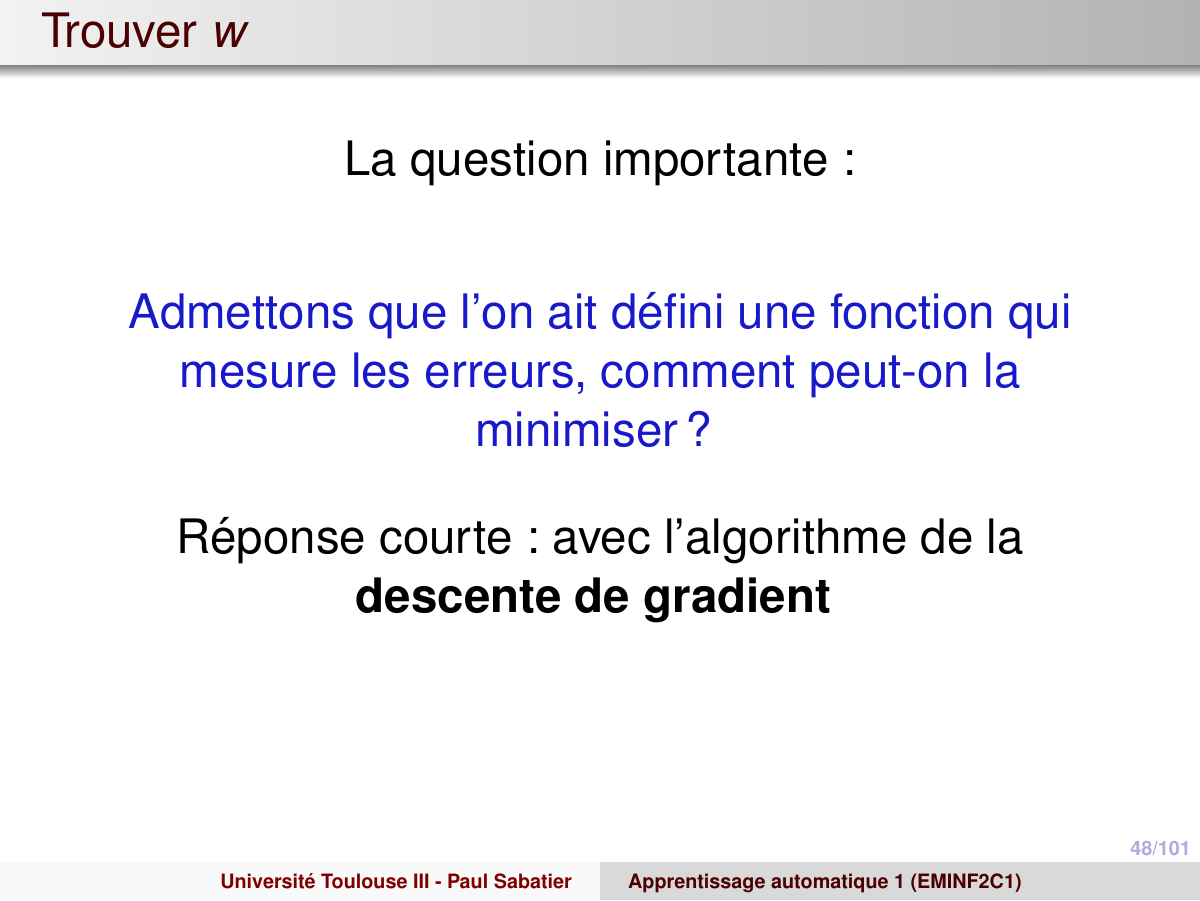 Trouver w
La question importante :
Admettons que l'on ait défini une fonction qui
mesure les erreurs, comment peut-on la
minimiser ?
Réponse courte : avec l'algorithme de la
descente de gradient
48/101
Université Toulouse III - Paul Sabatier
Apprentissage automatique 1 (EMINF2C1)